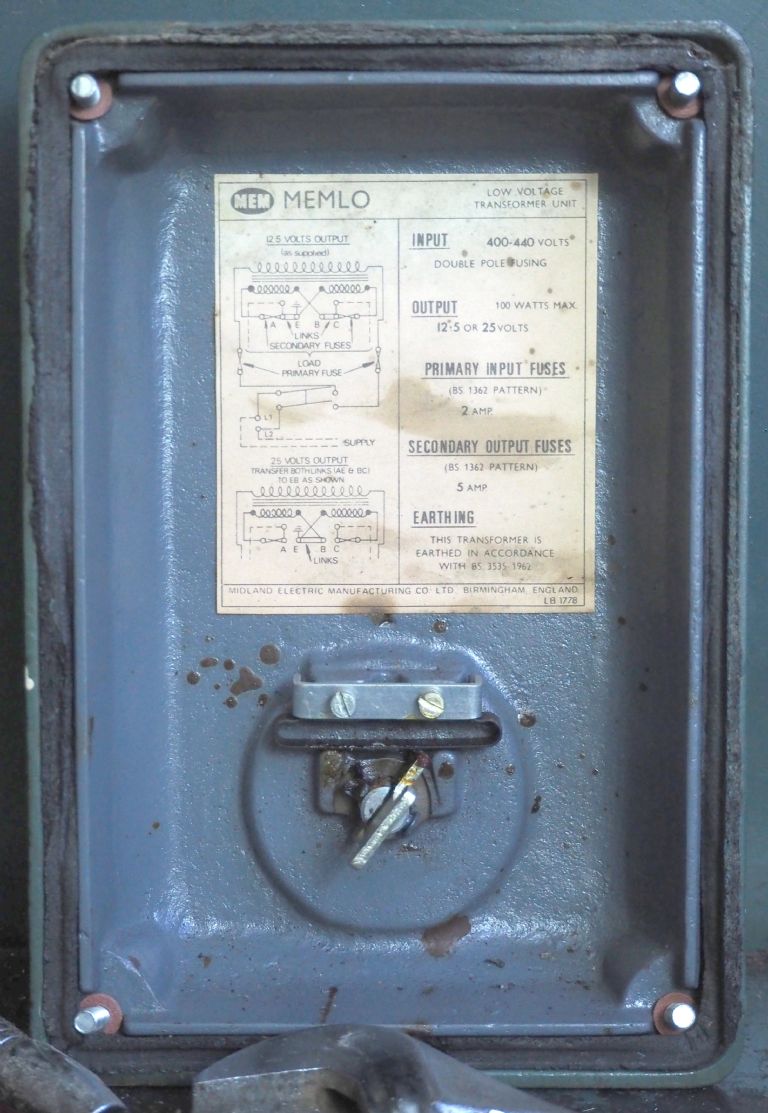 MEM MEMLO
LOW VOLTAGE
TRANSFORMER UNIT
12·5 VOLTS OUTPUT
(as supplied)
A E B C
LINKS
SECONDARY FUSES
LOAD
PRIMARY FUSE
L1
L2
SUPPLY
25 VOLTS OUTPUT
TRANSFER BOTH LINKS (AE & BC)
TO EB AS SHOWN
A E B C
LINKS
INPUT 400-440 VOLTS
DOUBLE POLE FUSING
OUTPUT 100 WATTS MAX.
12·5 OR 25 VOLTS
PRIMARY INPUT FUSES
(BS 1362 PATTERN)
2 AMP.
SECONDARY OUTPUT FUSES
(BS 1362 PATTERN)
5 AMP
EARTHING
THIS TRANSFORMER IS
EARTHED IN ACCORDANCE
WITH BS 3535 1962
MIDLAND ELECTRIC MANUFACTURING CO. LTD. BIRMINGHAM, ENGLAND
LB 1778